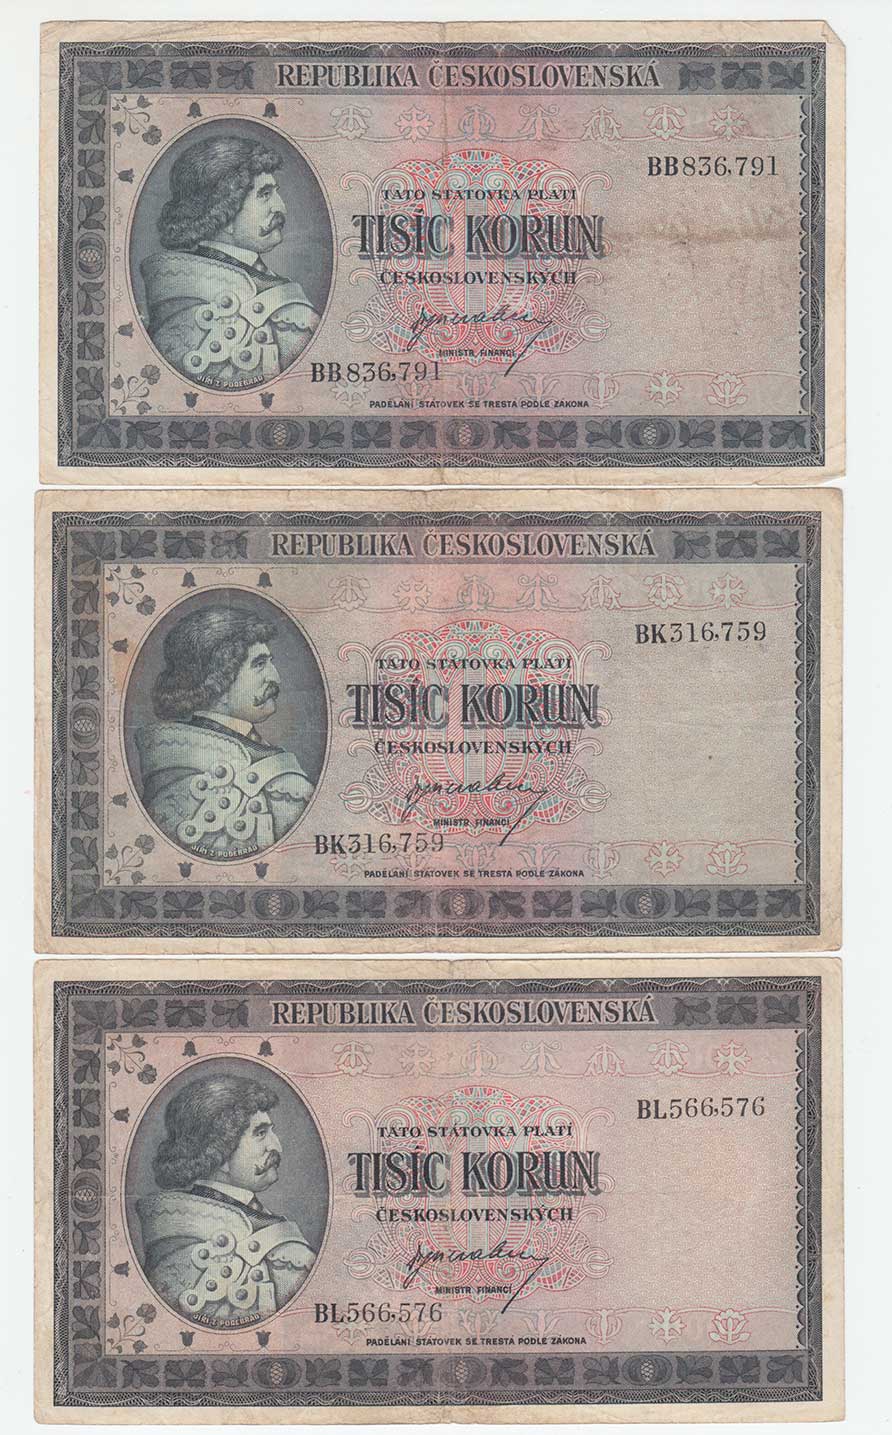 REPUBLIKA ČESKOSLOVENSKÁ
BB836,791
TATO STÁTOVKA PLATÍ
TISÍC KORUN
ČESKOSLOVENSKÝCH
MINISTR FINANCÍ
BB836,791
JIŘÍ Z PODĚBRAD
PADĚLÁNÍ STÁTOVEK SE TRESTÁ PODLE ZÁKONA
REPUBLIKA ČESKOSLOVENSKÁ
BK316,759
TATO STÁTOVKA PLATÍ
TISÍC KORUN
ČESKOSLOVENSKÝCH
MINISTR FINANCÍ
BK316,759
JIŘÍ Z PODĚBRAD
PADĚLÁNÍ STÁTOVEK SE TRESTÁ PODLE ZÁKONA
REPUBLIKA ČESKOSLOVENSKÁ
BL566,576
TATO STÁTOVKA PLATÍ
TISÍC KORUN
ČESKOSLOVENSKÝCH
MINISTR FINANCÍ
BL566,576
JIŘÍ Z PODĚBRAD
PADĚLÁNÍ STÁTOVEK SE TRESTÁ PODLE ZÁKONA